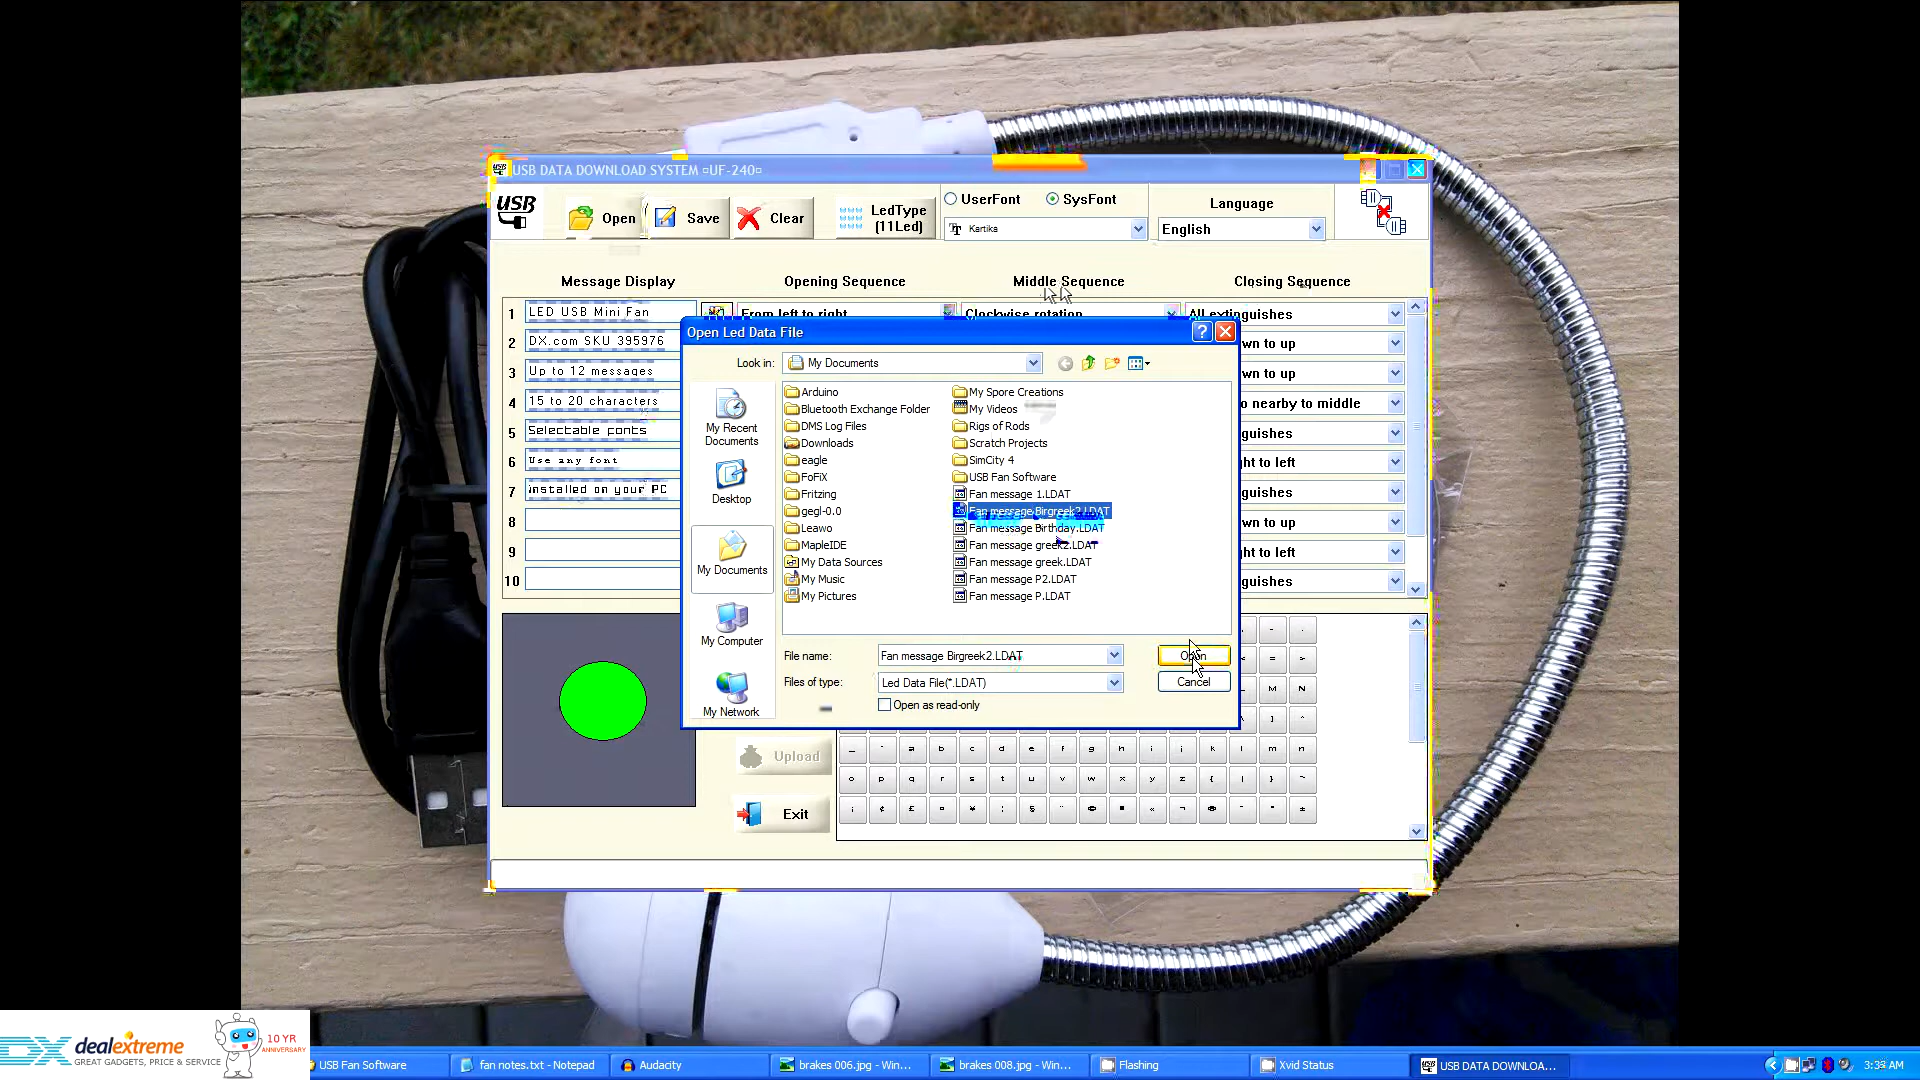 USB DATA DOWNLOAD SYSTEM ¤UF-240¤
USB
Open
Save
Clear
LedType
(11Led)
UserFont
SysFont
Kartika
Language
English
Message Display
Opening Sequence
Middle Sequence
Closing Sequence
1 LED USB Mini Fan
From left to right
Clockwise rotation
All extinguishes
2 DX.com SKU 395976
wn to up
3 Up to 12 messages
wn to up
4 15 to 20 characters
o nearby to middle
5 Selectable fonts
guishes
6 Use any font
ht to left
7 Installed on your PC
guishes
8
wn to up
9
ht to left
10
guishes
Open Led Data File
Look in:
My Documents
My Recent
Documents
Desktop
My Documents
My Computer
My Network
Arduino
Bluetooth Exchange Folder
DMS Log Files
Downloads
eagle
FoFiX
Fritzing
gegl-0.0
Leawo
MapleIDE
My Data Sources
My Music
My Pictures
My Spore Creations
My Videos
Rigs of Rods
Scratch Projects
SimCity 4
USB Fan Software
Fan message 1.LDAT
Fan message Birgreek2.LDAT
Fan message Birthday.LDAT
Fan message greek2.LDAT
Fan message greek.LDAT
Fan message P2.LDAT
Fan message P.LDAT
File name:
Fan message Birgreek2.LDAT
Open
Files of type:
Led Data File(*.LDAT)
Cancel
Open as read-only
Upload
Exit
- .
= >
M N
] ^
_ ` a b c d e f g h i j k l m n
o p q r s t u v w x y z { | } ~
DX dealextreme
GREAT GADGETS, PRICE & SERVICE
10 YR
ANNIVERSARY
USB Fan Software
fan notes.txt - Notepad
Audacity
brakes 006.jpg - Win...
brakes 008.jpg - Win...
Flashing
Xvid Status
USB DATA DOWNLOA...
3:33 AM